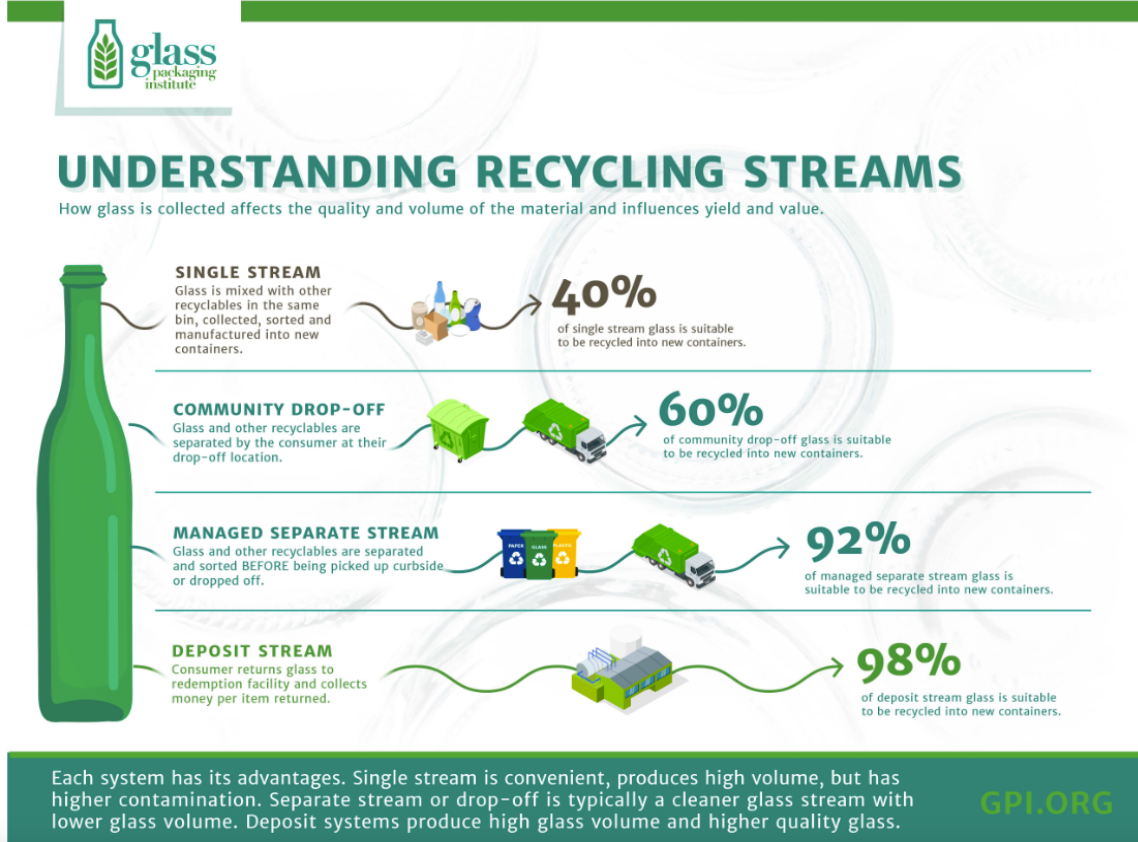 glass
packaging
institute
UNDERSTANDING RECYCLING STREAMS
How glass is collected affects the quality and volume of the material and influences yield and value.
SINGLE STREAM
Glass is mixed with other
recyclables in the same
bin, collected, sorted and
manufactured into new
containers.
40%
of single stream glass is suitable
to be recycled into new containers.
COMMUNITY DROP-OFF
Glass and other recyclables are
separated by the consumer at their
drop-off location.
60%
of community drop-off glass is suitable
to be recycled into new containers.
MANAGED SEPARATE STREAM
Glass and other recyclables are separated
and sorted BEFORE being picked up curbside
or dropped off.
PAPER GLASS PLASTIC
92%
of managed separate stream glass is
suitable to be recycled into new containers.
DEPOSIT STREAM
Consumer returns glass to
redemption facility and collects
money per item returned.
98%
of deposit stream glass is suitable
to be recycled into new containers.
Each system has its advantages. Single stream is convenient, produces high volume, but has
higher contamination. Separate stream or drop-off is typically a cleaner glass stream with
lower glass volume. Deposit systems produce high glass volume and higher quality glass.
GPI.ORG